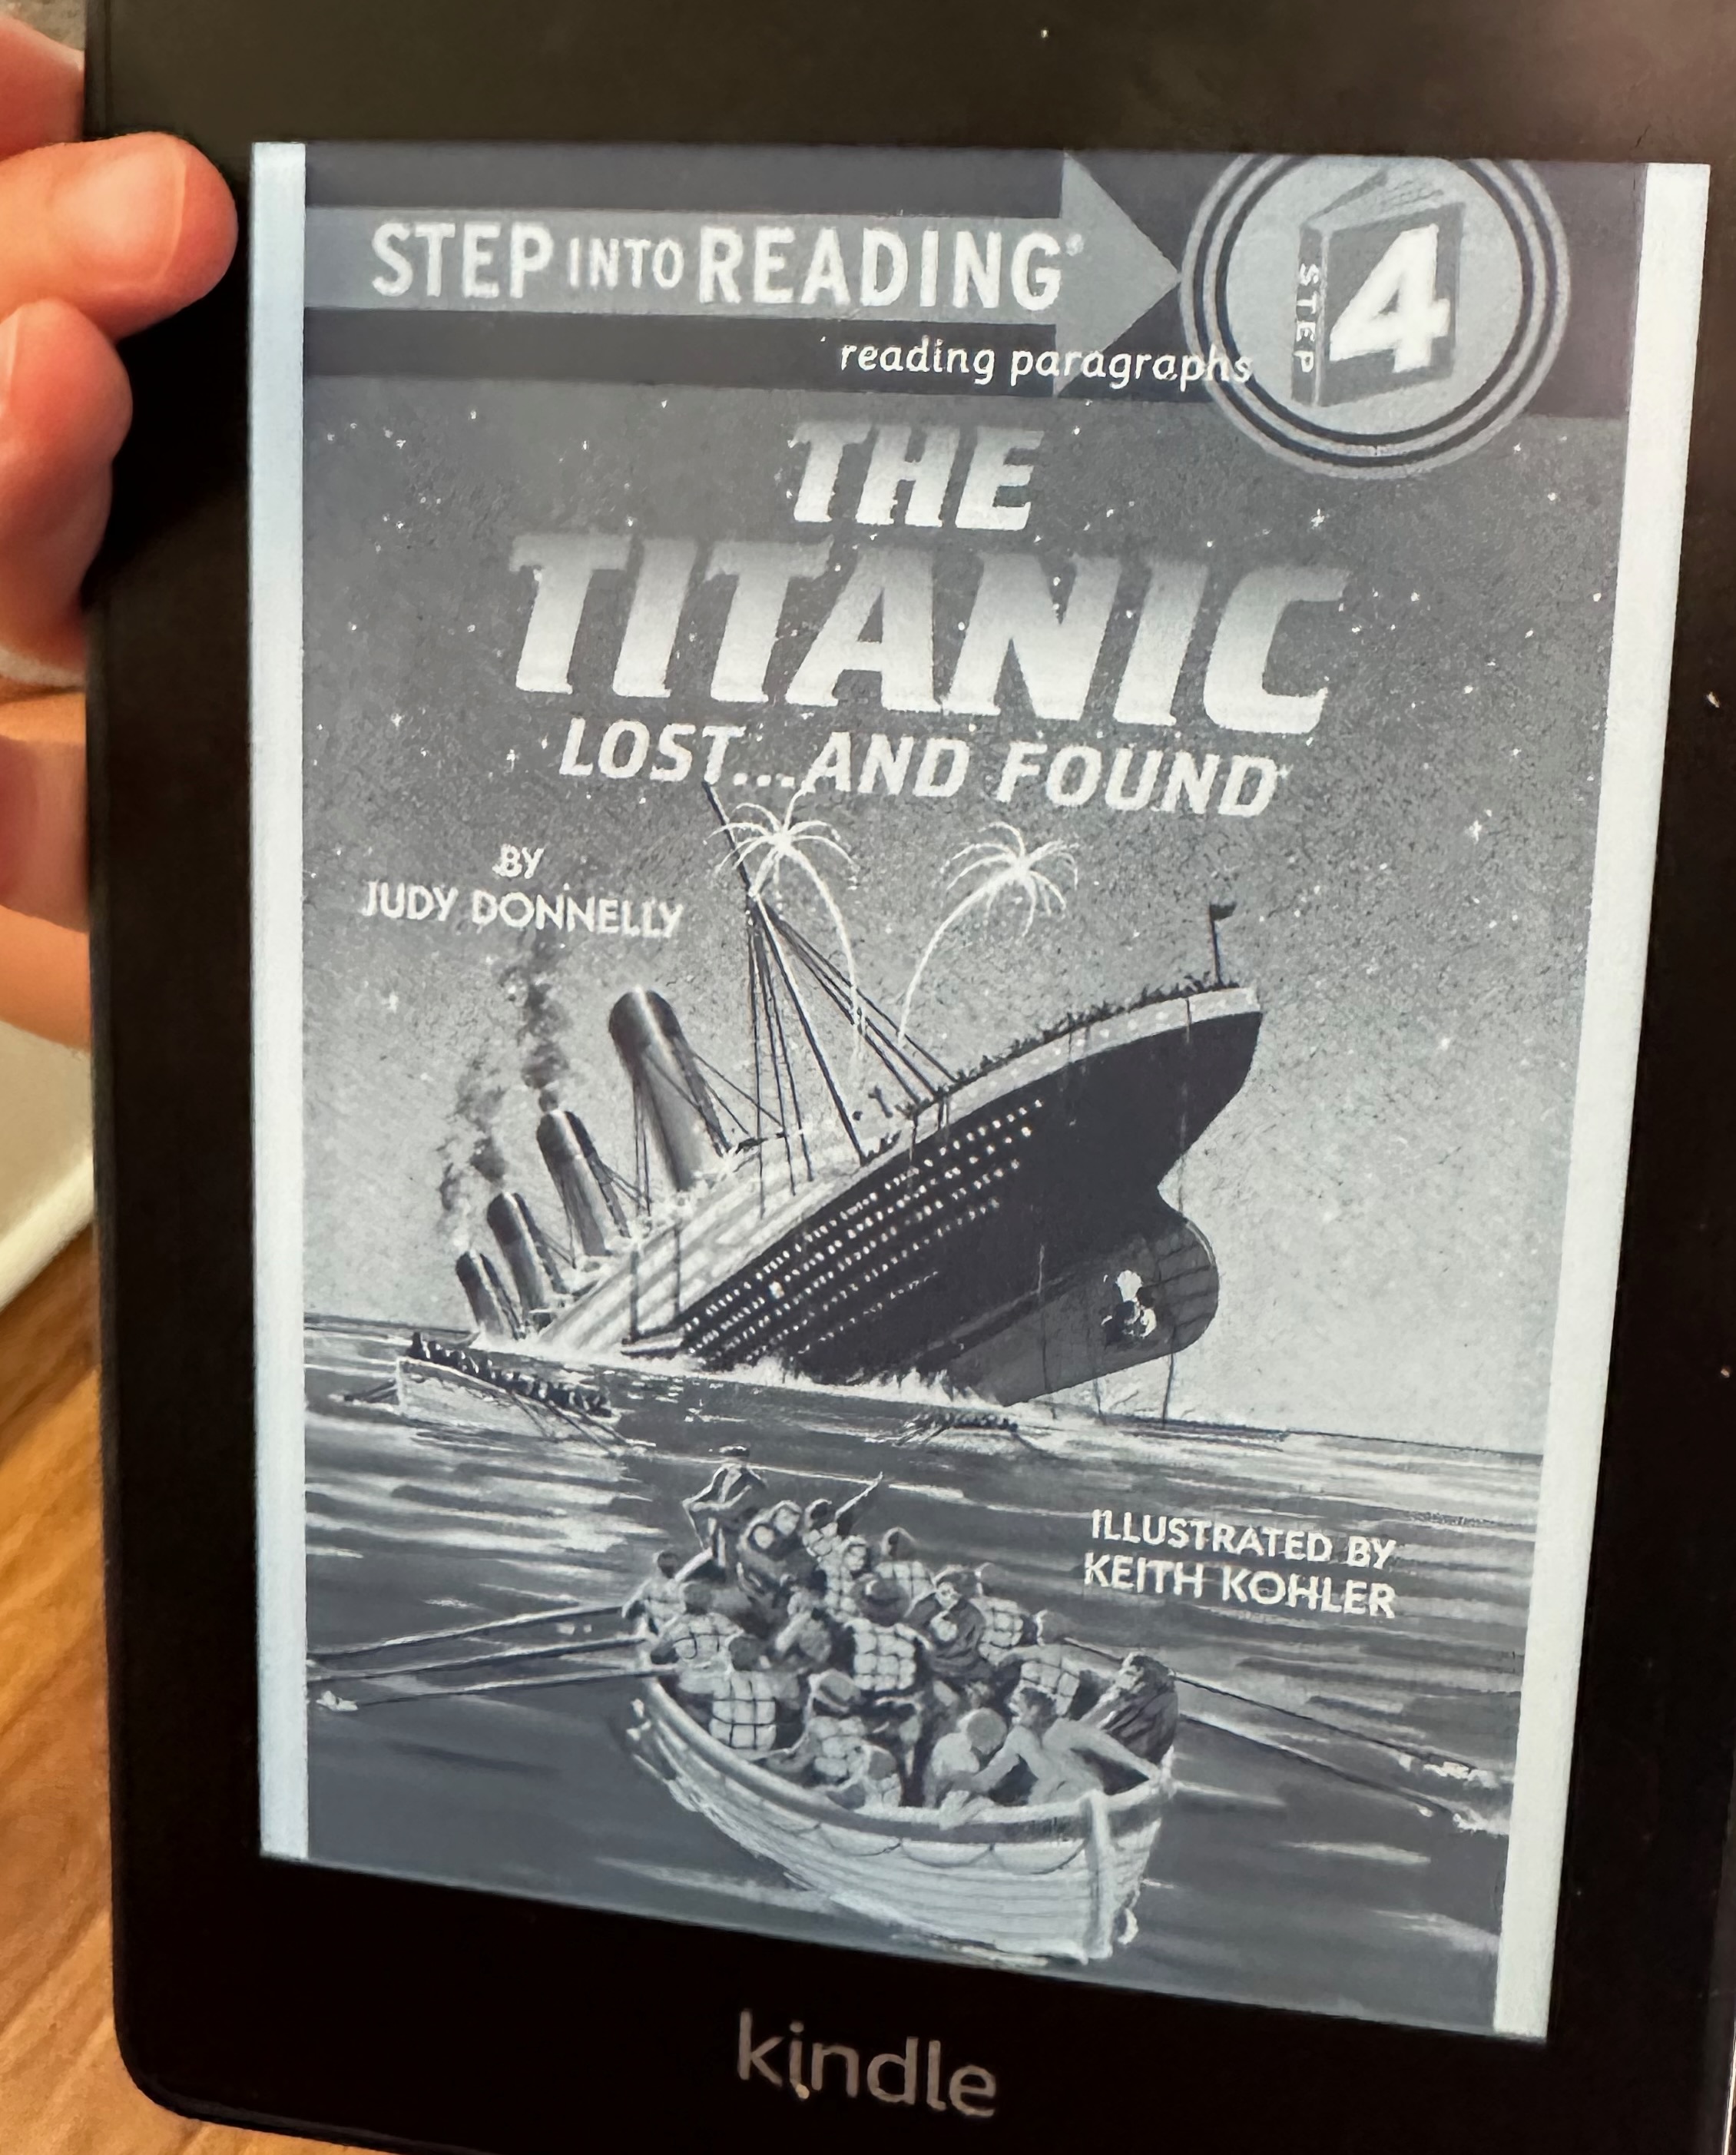 STEP INTO READING®
reading paragraphs
STEP 4
THE
TITANIC
LOST...AND FOUND
BY
JUDY DONNELLY
ILLUSTRATED BY
KEITH KOHLER
kindle